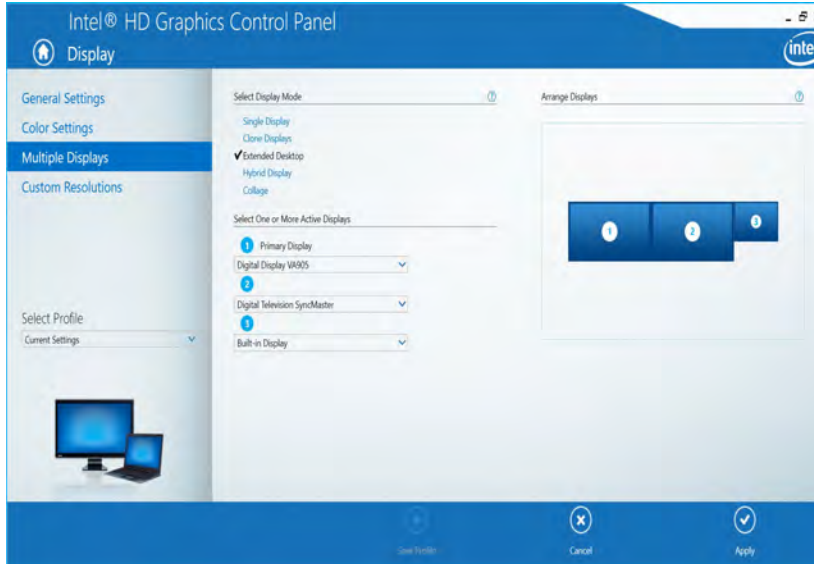 Intel® HD Graphics Control Panel
Display
inte
General Settings
Color Settings
Multiple Displays
Custom Resolutions
Select Profile
Current Settings
Select Display Mode
Single Display
Clone Displays
✔Extended Desktop
Hybrid Display
Collage
Select One or More Active Displays
1 Primary Display
Digital Display VA905
2
Digital Television SyncMaster
3
Built-in Display
Arrange Displays
1 2 3
Save Profile
Cancel
Apply